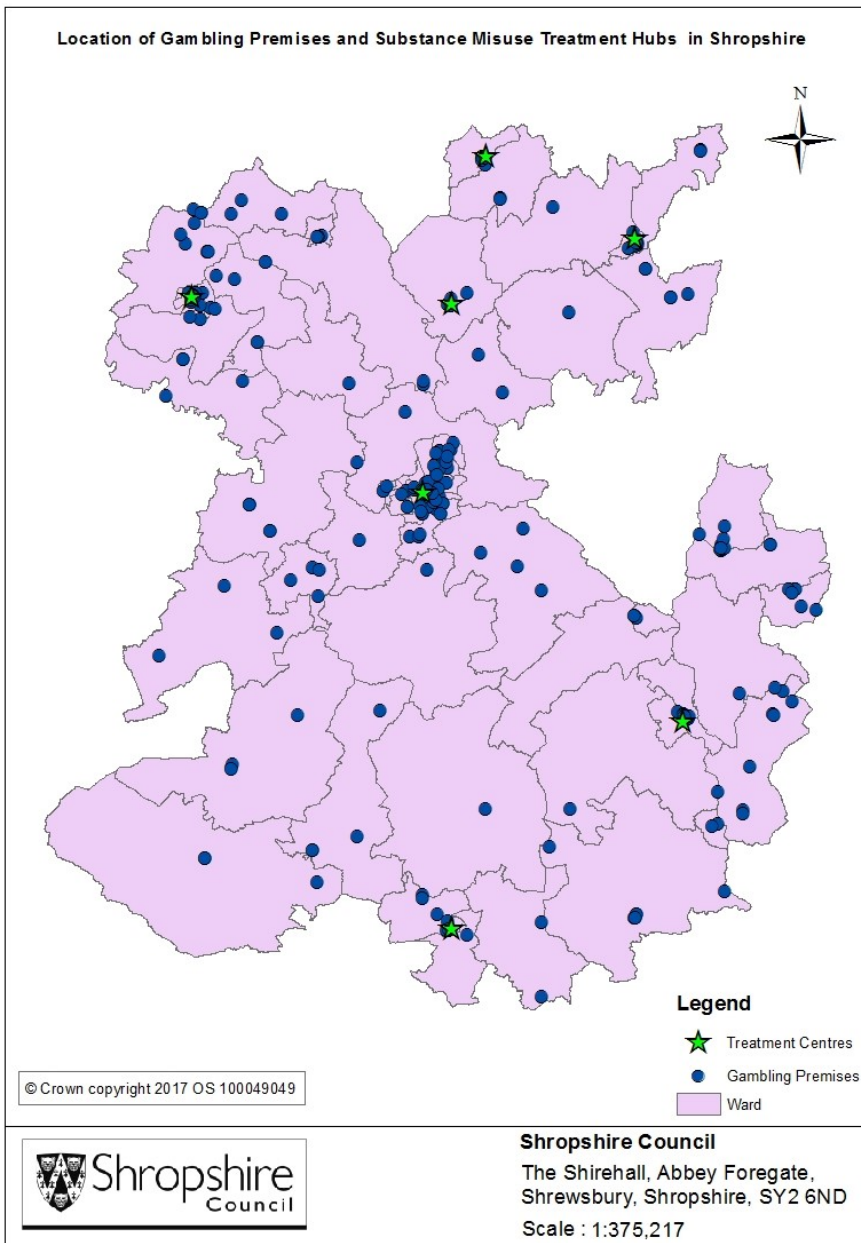 Location of Gambling Premises and Substance Misuse Treatment Hubs in Shropshire
N
Legend
Treatment Centres
Gambling Premises
Ward
© Crown copyright 2017 OS 100049049
Shropshire
Council
Shropshire Council
The Shirehall, Abbey Foregate,
Shrewsbury, Shropshire, SY2 6ND
Scale : 1:375,217